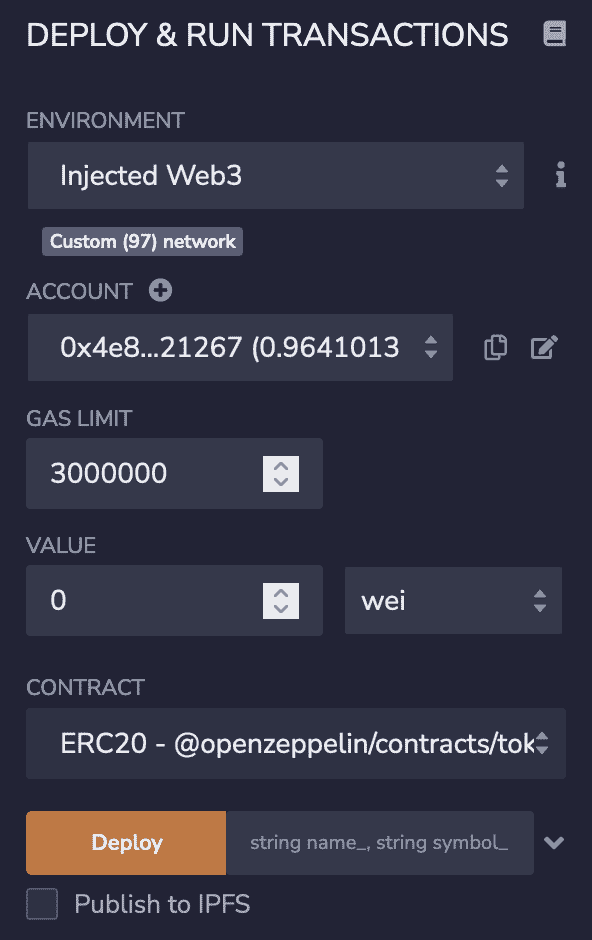 DEPLOY & RUN TRANSACTIONS
ENVIRONMENT
Injected Web3
Custom (97) network
ACCOUNT
0x4e8...21267 (0.9641013
GAS LIMIT
3000000
VALUE
0 wei
CONTRACT
ERC20 - @openzeppelin/contracts/tok
Deploy string name_, string symbol_
Publish to IPFS